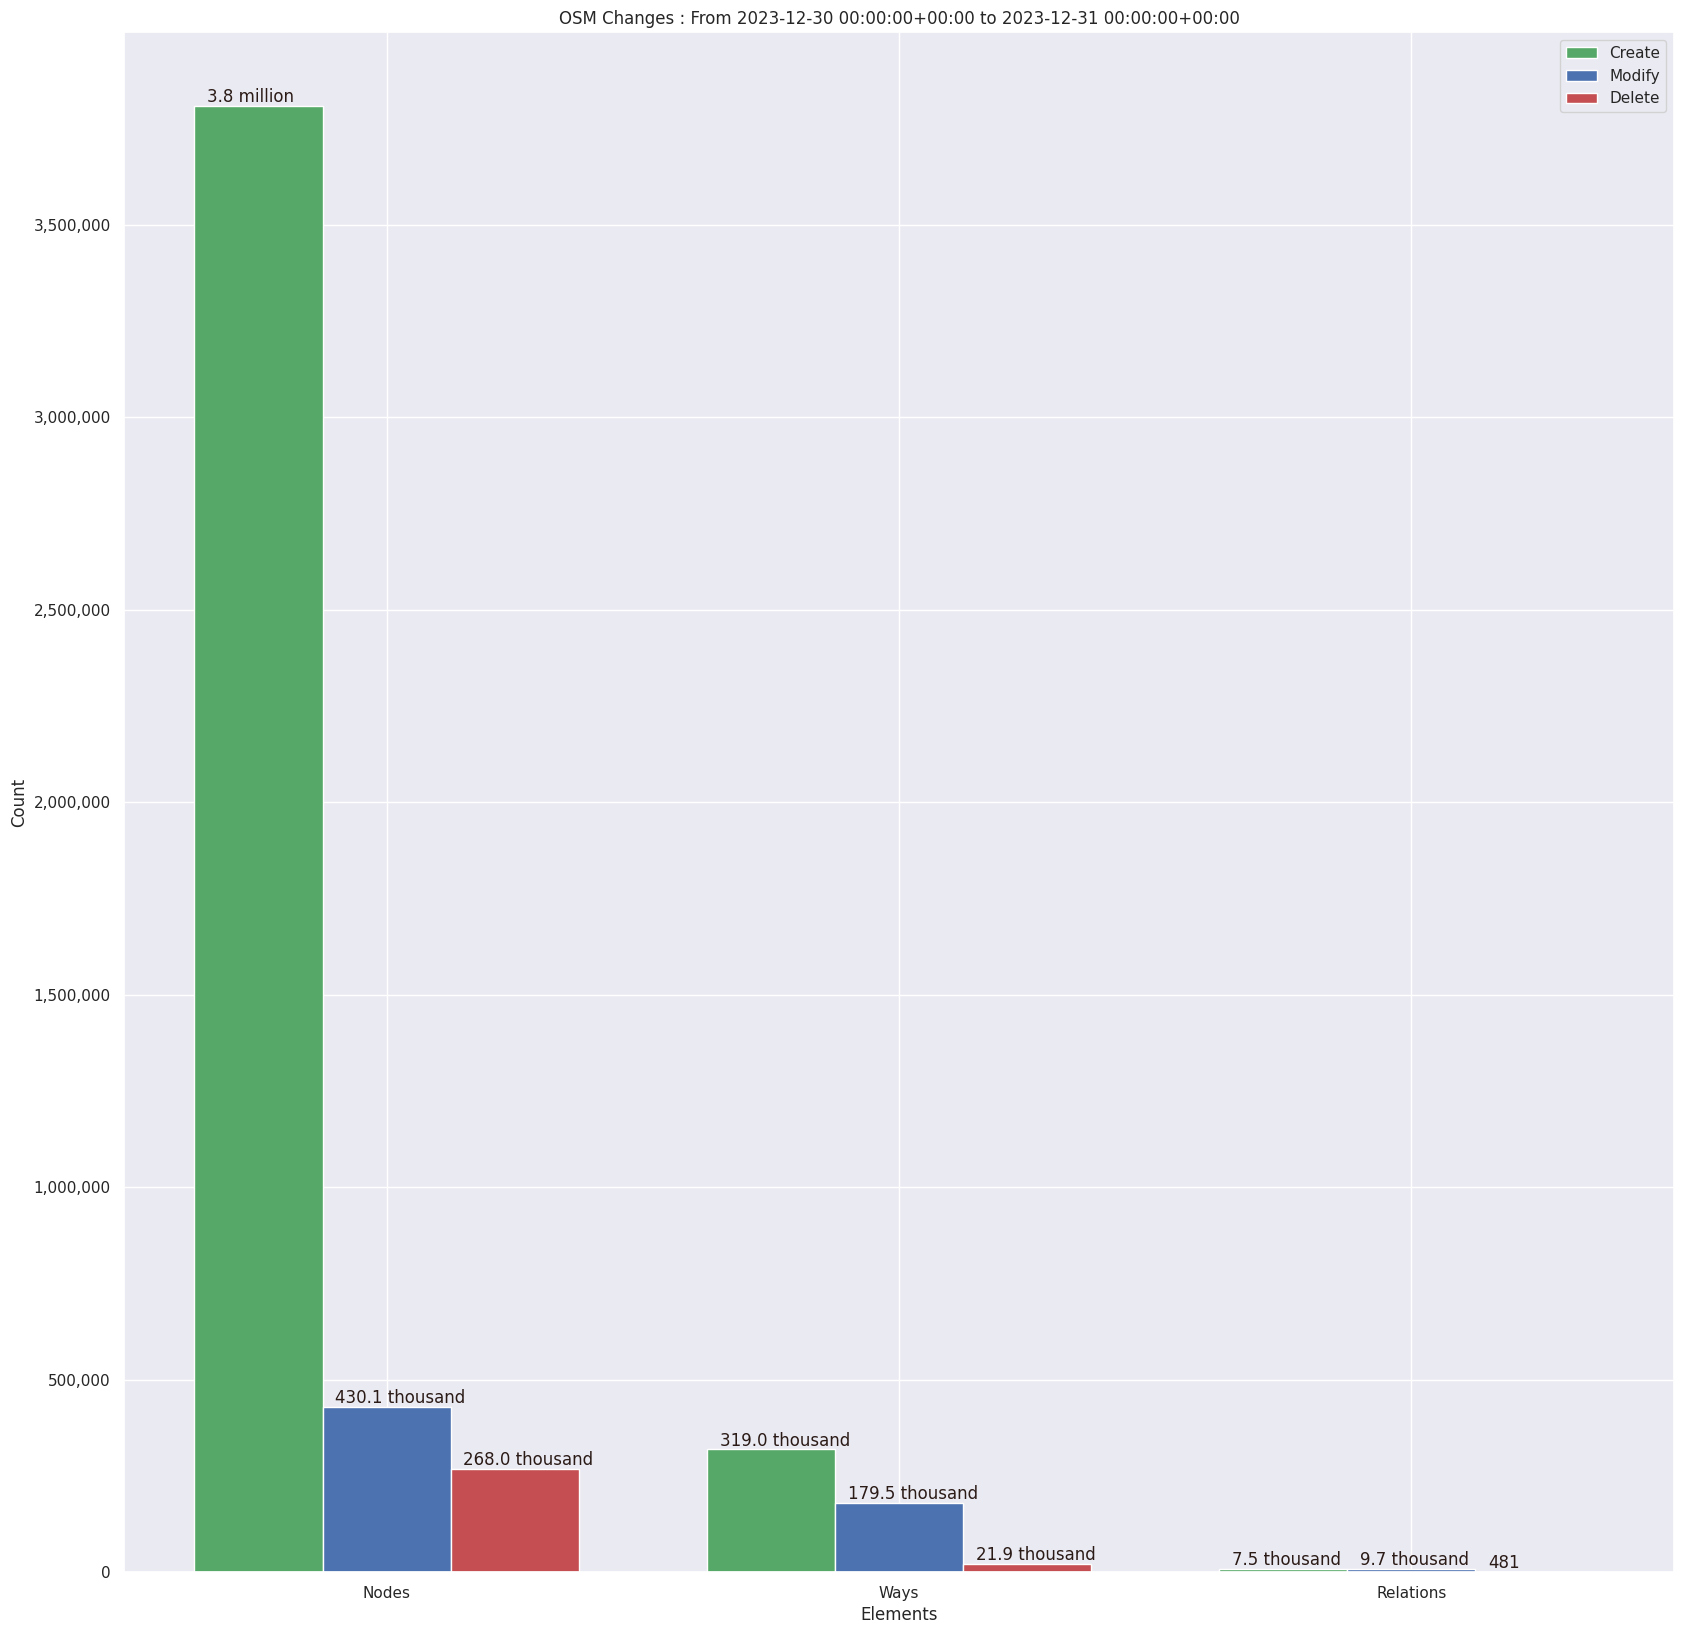 OSM Changes : From 2023-12-30 00:00:00+00:00 to 2023-12-31 00:00:00+00:00
Create
Modify
Delete
3.8 million
3,500,000
3,000,000
2,500,000
2,000,000
1,500,000
1,000,000
500,000
0
Count
430.1 thousand
268.0 thousand
319.0 thousand
179.5 thousand
21.9 thousand
7.5 thousand
9.7 thousand
481
Nodes
Ways
Relations
Elements